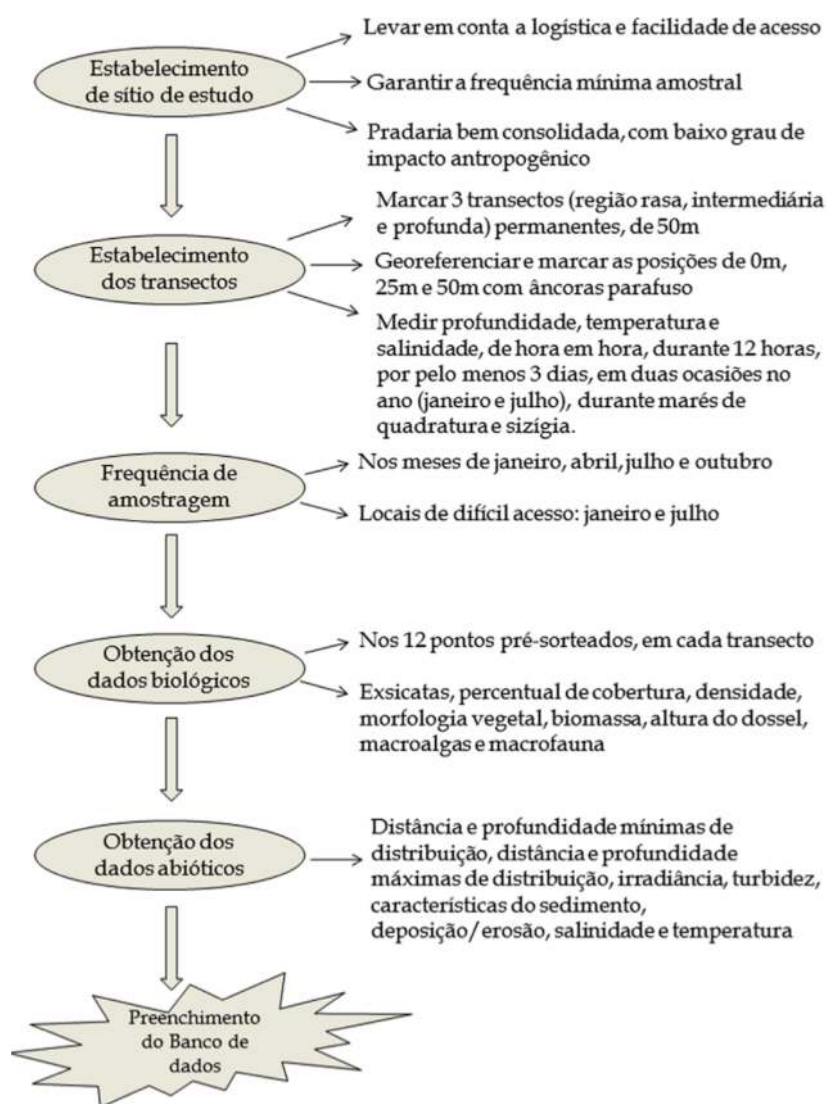 Levar em conta a logística e facilidade de acesso
Estabelecimento
de sítio de estudo
Garantir a frequência mínima amostral
Pradaria bem consolidada, com baixo grau de
impacto antropogênico
Marcar 3 transectos (região rasa, intermediária
e profunda) permanentes, de 50m
Estabelecimento
dos transectos
Georeferenciar e marcar as posições de 0m,
25m e 50m com âncoras parafuso
Medir profundidade, temperatura e
salinidade, de hora em hora, durante 12 horas,
por pelo menos 3 dias, em duas ocasiões no
ano (janeiro e julho), durante marés de
quadratura e sizígia.
Frequência de
amostragem
Nos meses de janeiro, abril, julho e outubro
Locais de difícil acesso: janeiro e julho
Obtenção dos
dados biológicos
Nos 12 pontos pré-sorteados, em cada transecto
Exsicatas, percentual de cobertura, densidade,
morfologia vegetal, biomassa, altura do dossel,
macroalgas e macrofauna
Obtenção dos
dados abióticos
Distância e profundidade mínimas de
distribuição, distância e profundidade
máximas de distribuição, irradiância, turbidez,
características do sedimento,
deposição/erosão, salinidade e temperatura
Preenchimento
do Banco de
dados